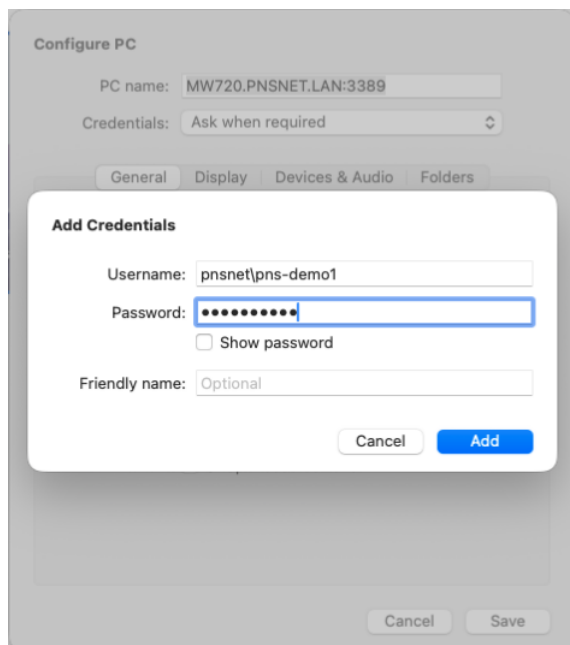 Configure PC
PC name: MW720.PNSNET.LAN:3389
Credentials: Ask when required
General Display Devices & Audio Folders
Add Credentials
Username: pnsnet\pns-demo1
Password: ●●●●●●●●●●
Show password
Friendly name: Optional
Cancel Add
Cancel Save